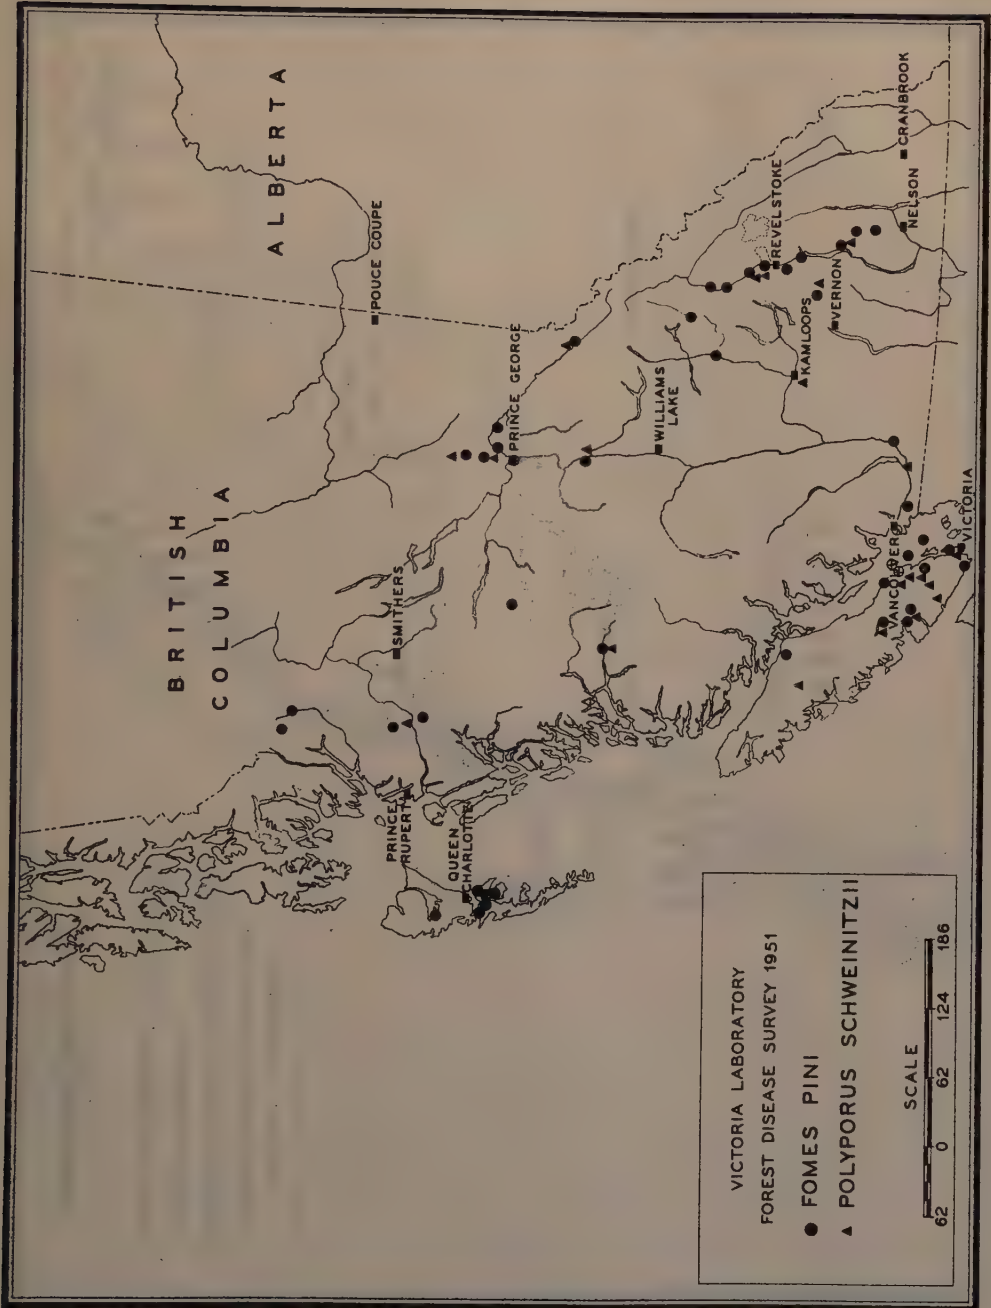 BRITISH
COLUMBIA
ALBERTA
POUCE COUPE
SMITHERS
PRINCE GEORGE
PRINCE
RUPERT
QUEEN
CHARLOTTE
WILLIAMS
LAKE
REVELSTOKE
KAMLOOPS
VERNON
NELSON
CRANBROOK
VANCOUVER
VICTORIA
VICTORIA LABORATORY
FOREST DISEASE SURVEY 1951
● FOMES PINI
▲ POLYPORUS SCHWEINITZII
SCALE
62 0 62 124 186